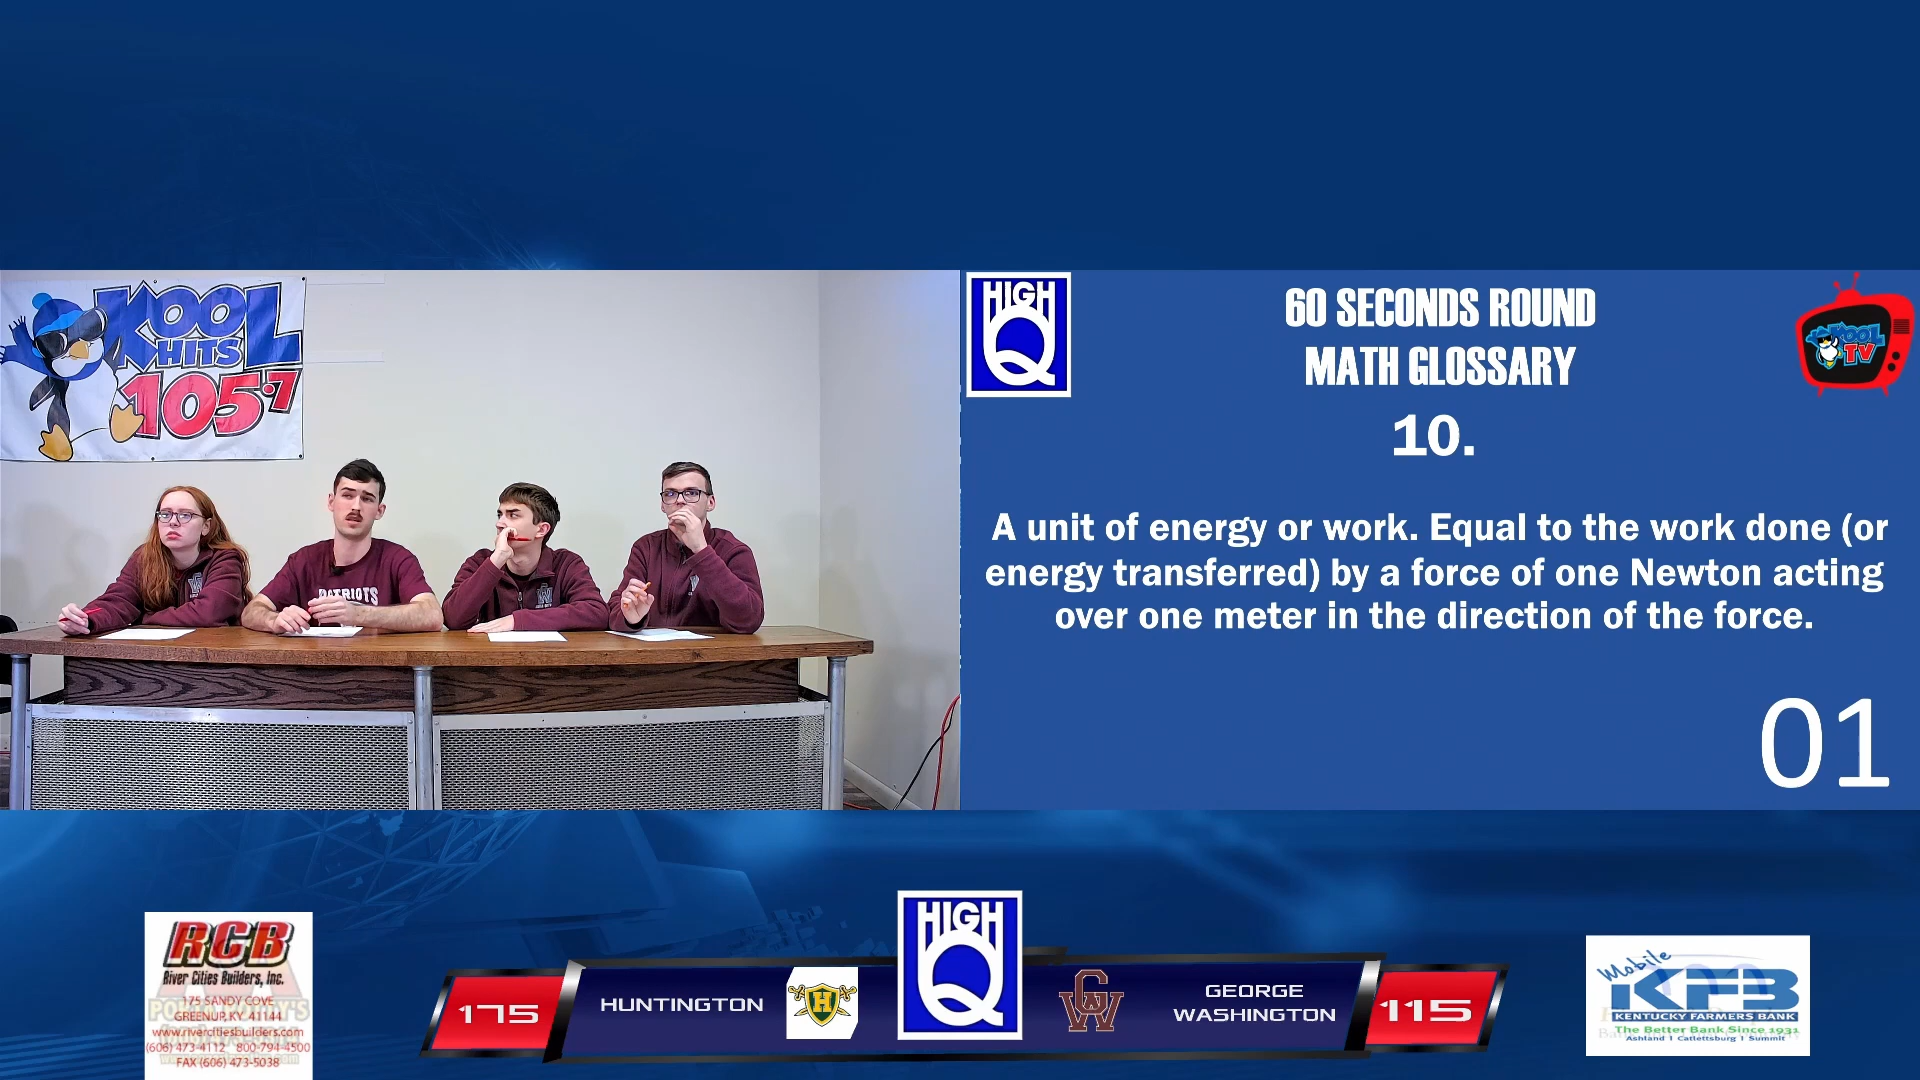 KOOL
HITS
105.7
PATRIOTS
HIGH
Q
60 SECONDS ROUND
MATH GLOSSARY
10.
KOOL
TV
A unit of energy or work. Equal to the work done (or
energy transferred) by a force of one Newton acting
over one meter in the direction of the force.
01
RCB
River Cities Builders, Inc.
175 SANDY COVE
GREENUP, KY. 41144
www.rivercitiesbuilders.com
(606) 473-4112 800-794-4500
FAX (606) 473-5038
175
HUNTINGTON
H
HIGH
Q
GW
GEORGE
WASHINGTON
115
Mobile
KFB
KENTUCKY FARMERS BANK
The Better Bank Since 1931
Ashland | Catlettsburg | Summit